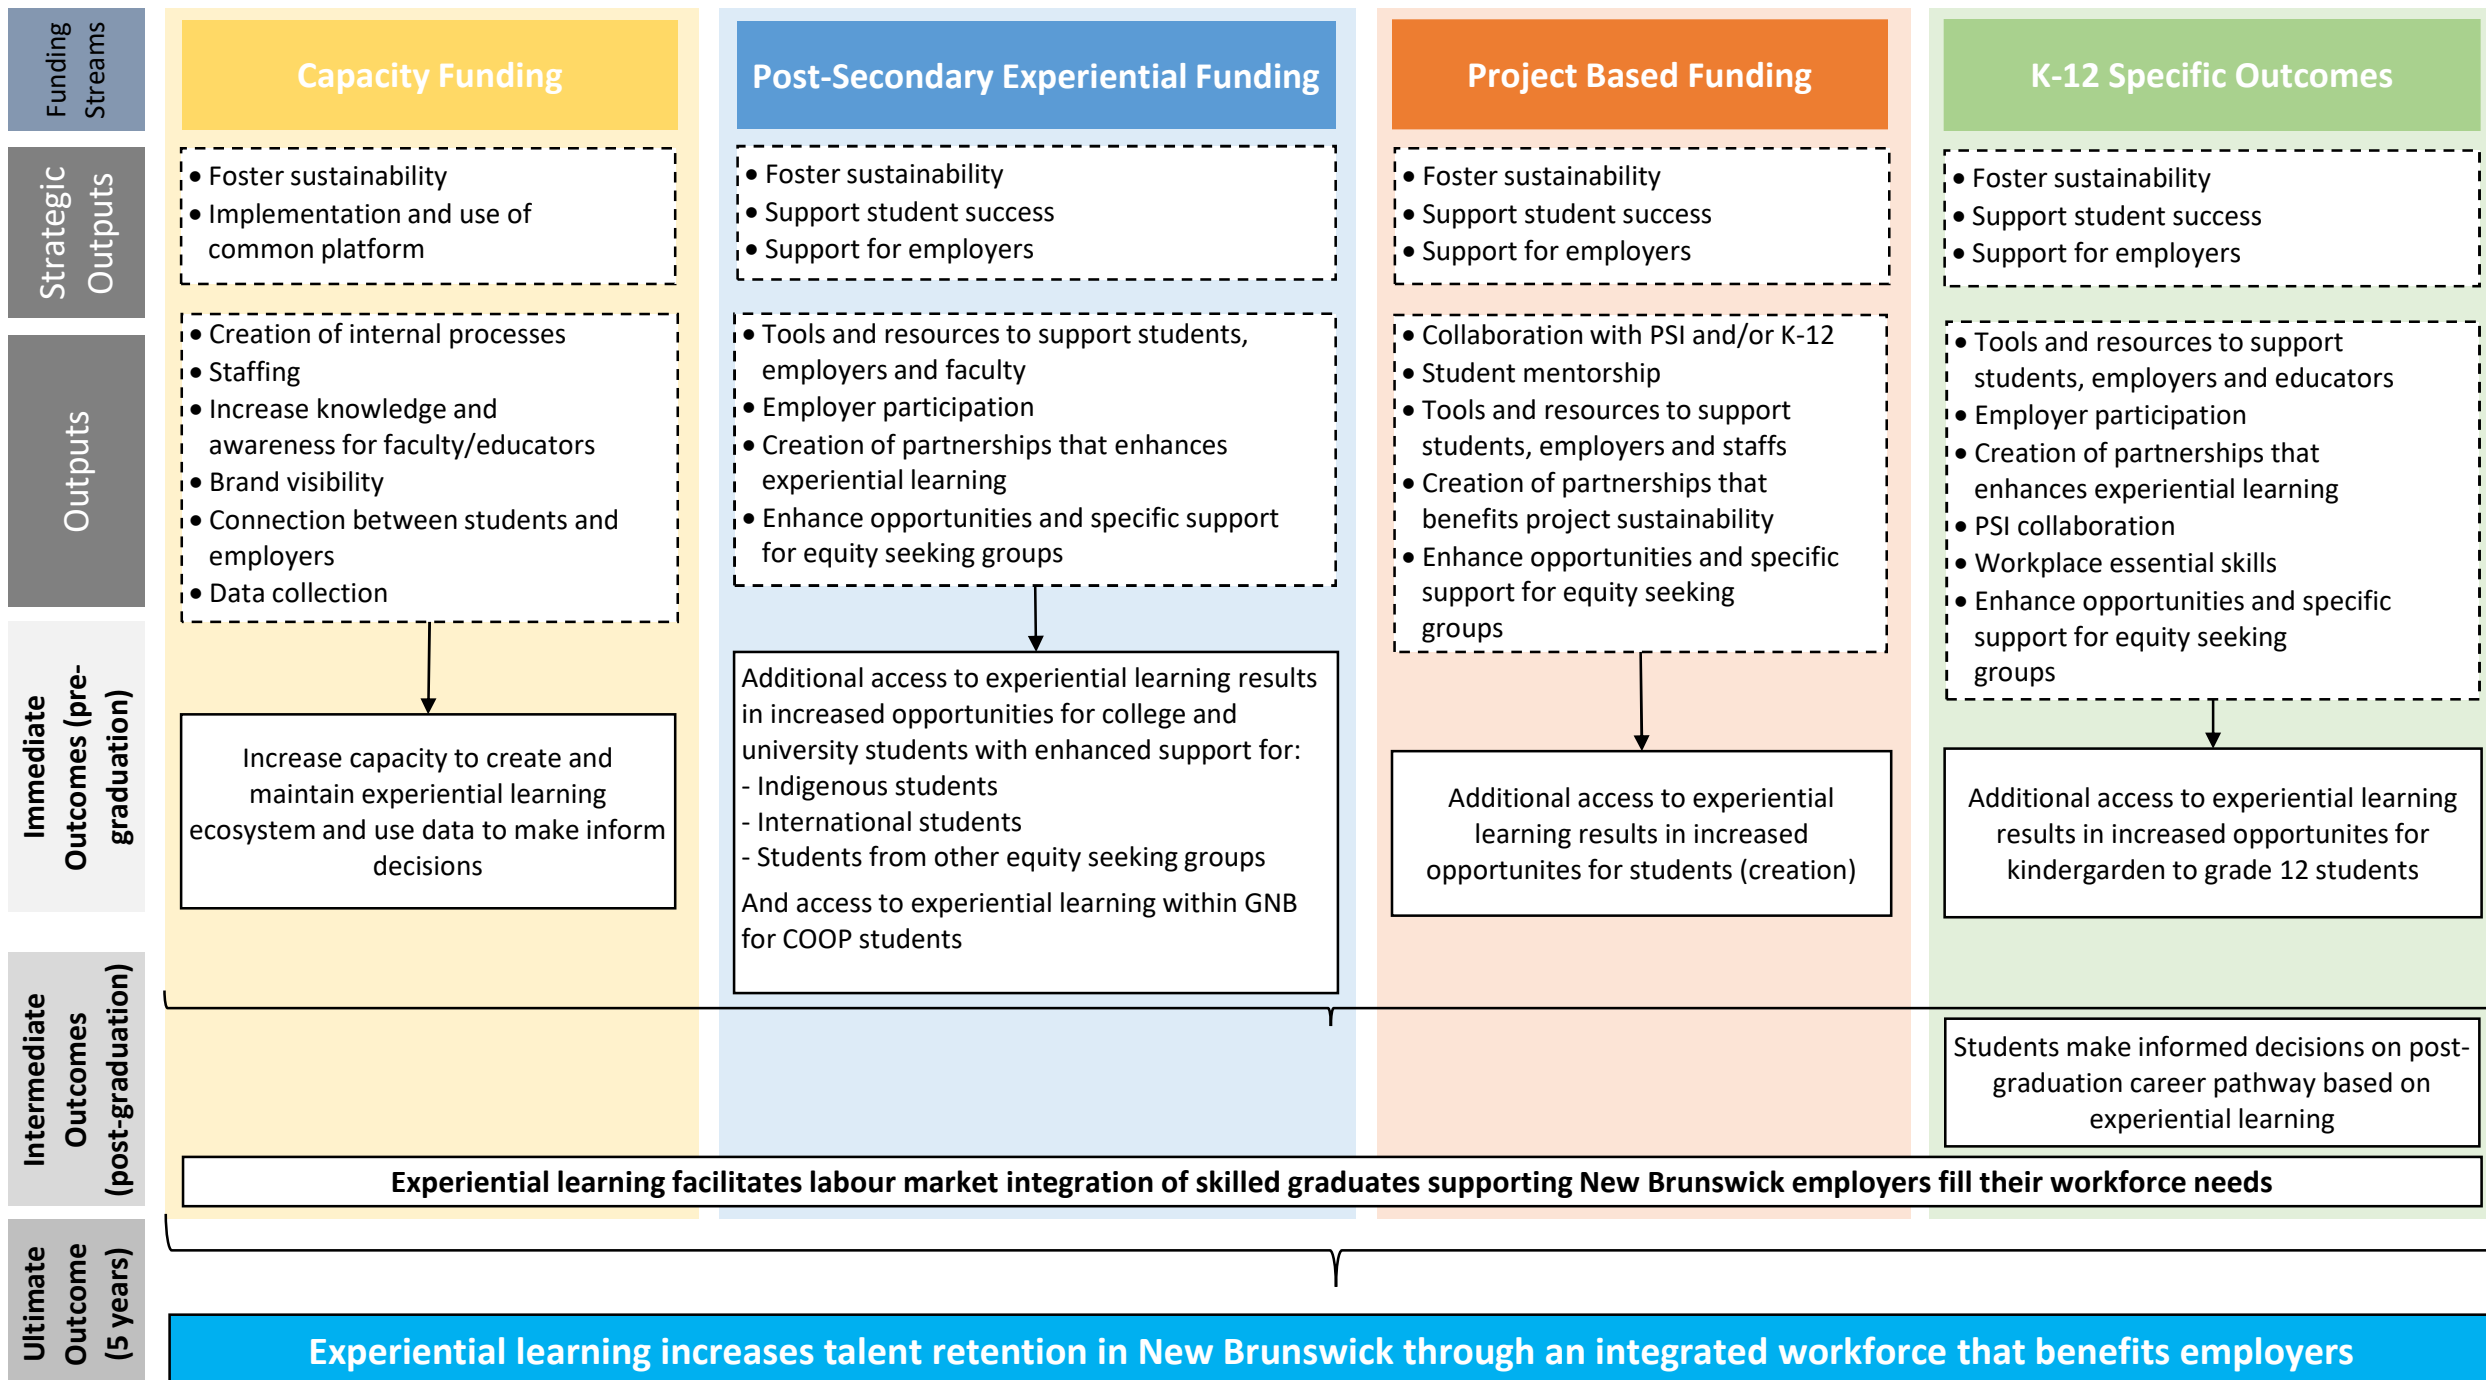 Funding
Streams
Capacity Funding
Post-Secondary Experiential Funding
Project Based Funding
K-12 Specific Outcomes
Strategic
Outputs
• Foster sustainability
• Implementation and use of
common platform
• Foster sustainability
• Support student success
• Support for employers
• Foster sustainability
• Support student success
• Support for employers
• Foster sustainability
• Support student success
• Support for employers
Outputs
• Creation of internal processes
• Staffing
• Increase knowledge and
awareness for faculty/educators
• Brand visibility
• Connection between students and
employers
• Data collection
• Tools and resources to support students,
employers and faculty
• Employer participation
• Creation of partnerships that enhances
experiential learning
• Enhance opportunities and specific support
for equity seeking groups
• Collaboration with PSI and/or K-12
• Student mentorship
• Tools and resources to support
students, employers and staffs
• Creation of partnerships that
benefits project sustainability
• Enhance opportunities and specific
support for equity seeking
groups
• Tools and resources to support
students, employers and educators
• Employer participation
• Creation of partnerships that
enhances experiential learning
• PSI collaboration
• Workplace essential skills
• Enhance opportunities and specific
support for equity seeking
groups
Immediate
Outcomes (pre-
graduation)
Increase capacity to create and
maintain experiential learning
ecosystem and use data to make inform
decisions
Additional access to experiential learning results
in increased opportunities for college and
university students with enhanced support for:
- Indigenous students
- International students
- Students from other equity seeking groups
And access to experiential learning within GNB
for COOP students
Additional access to experiential
learning results in increased
opportunites for students (creation)
Additional access to experiential learning
results in increased opportunites for
kindergarden to grade 12 students
Intermediate
Outcomes
(post-graduation)
Students make informed decisions on post-
graduation career pathway based on
experiential learning
Experiential learning facilitates labour market integration of skilled graduates supporting New Brunswick employers fill their workforce needs
Ultimate
Outcome
(5 years)
Experiential learning increases talent retention in New Brunswick through an integrated workforce that benefits employers